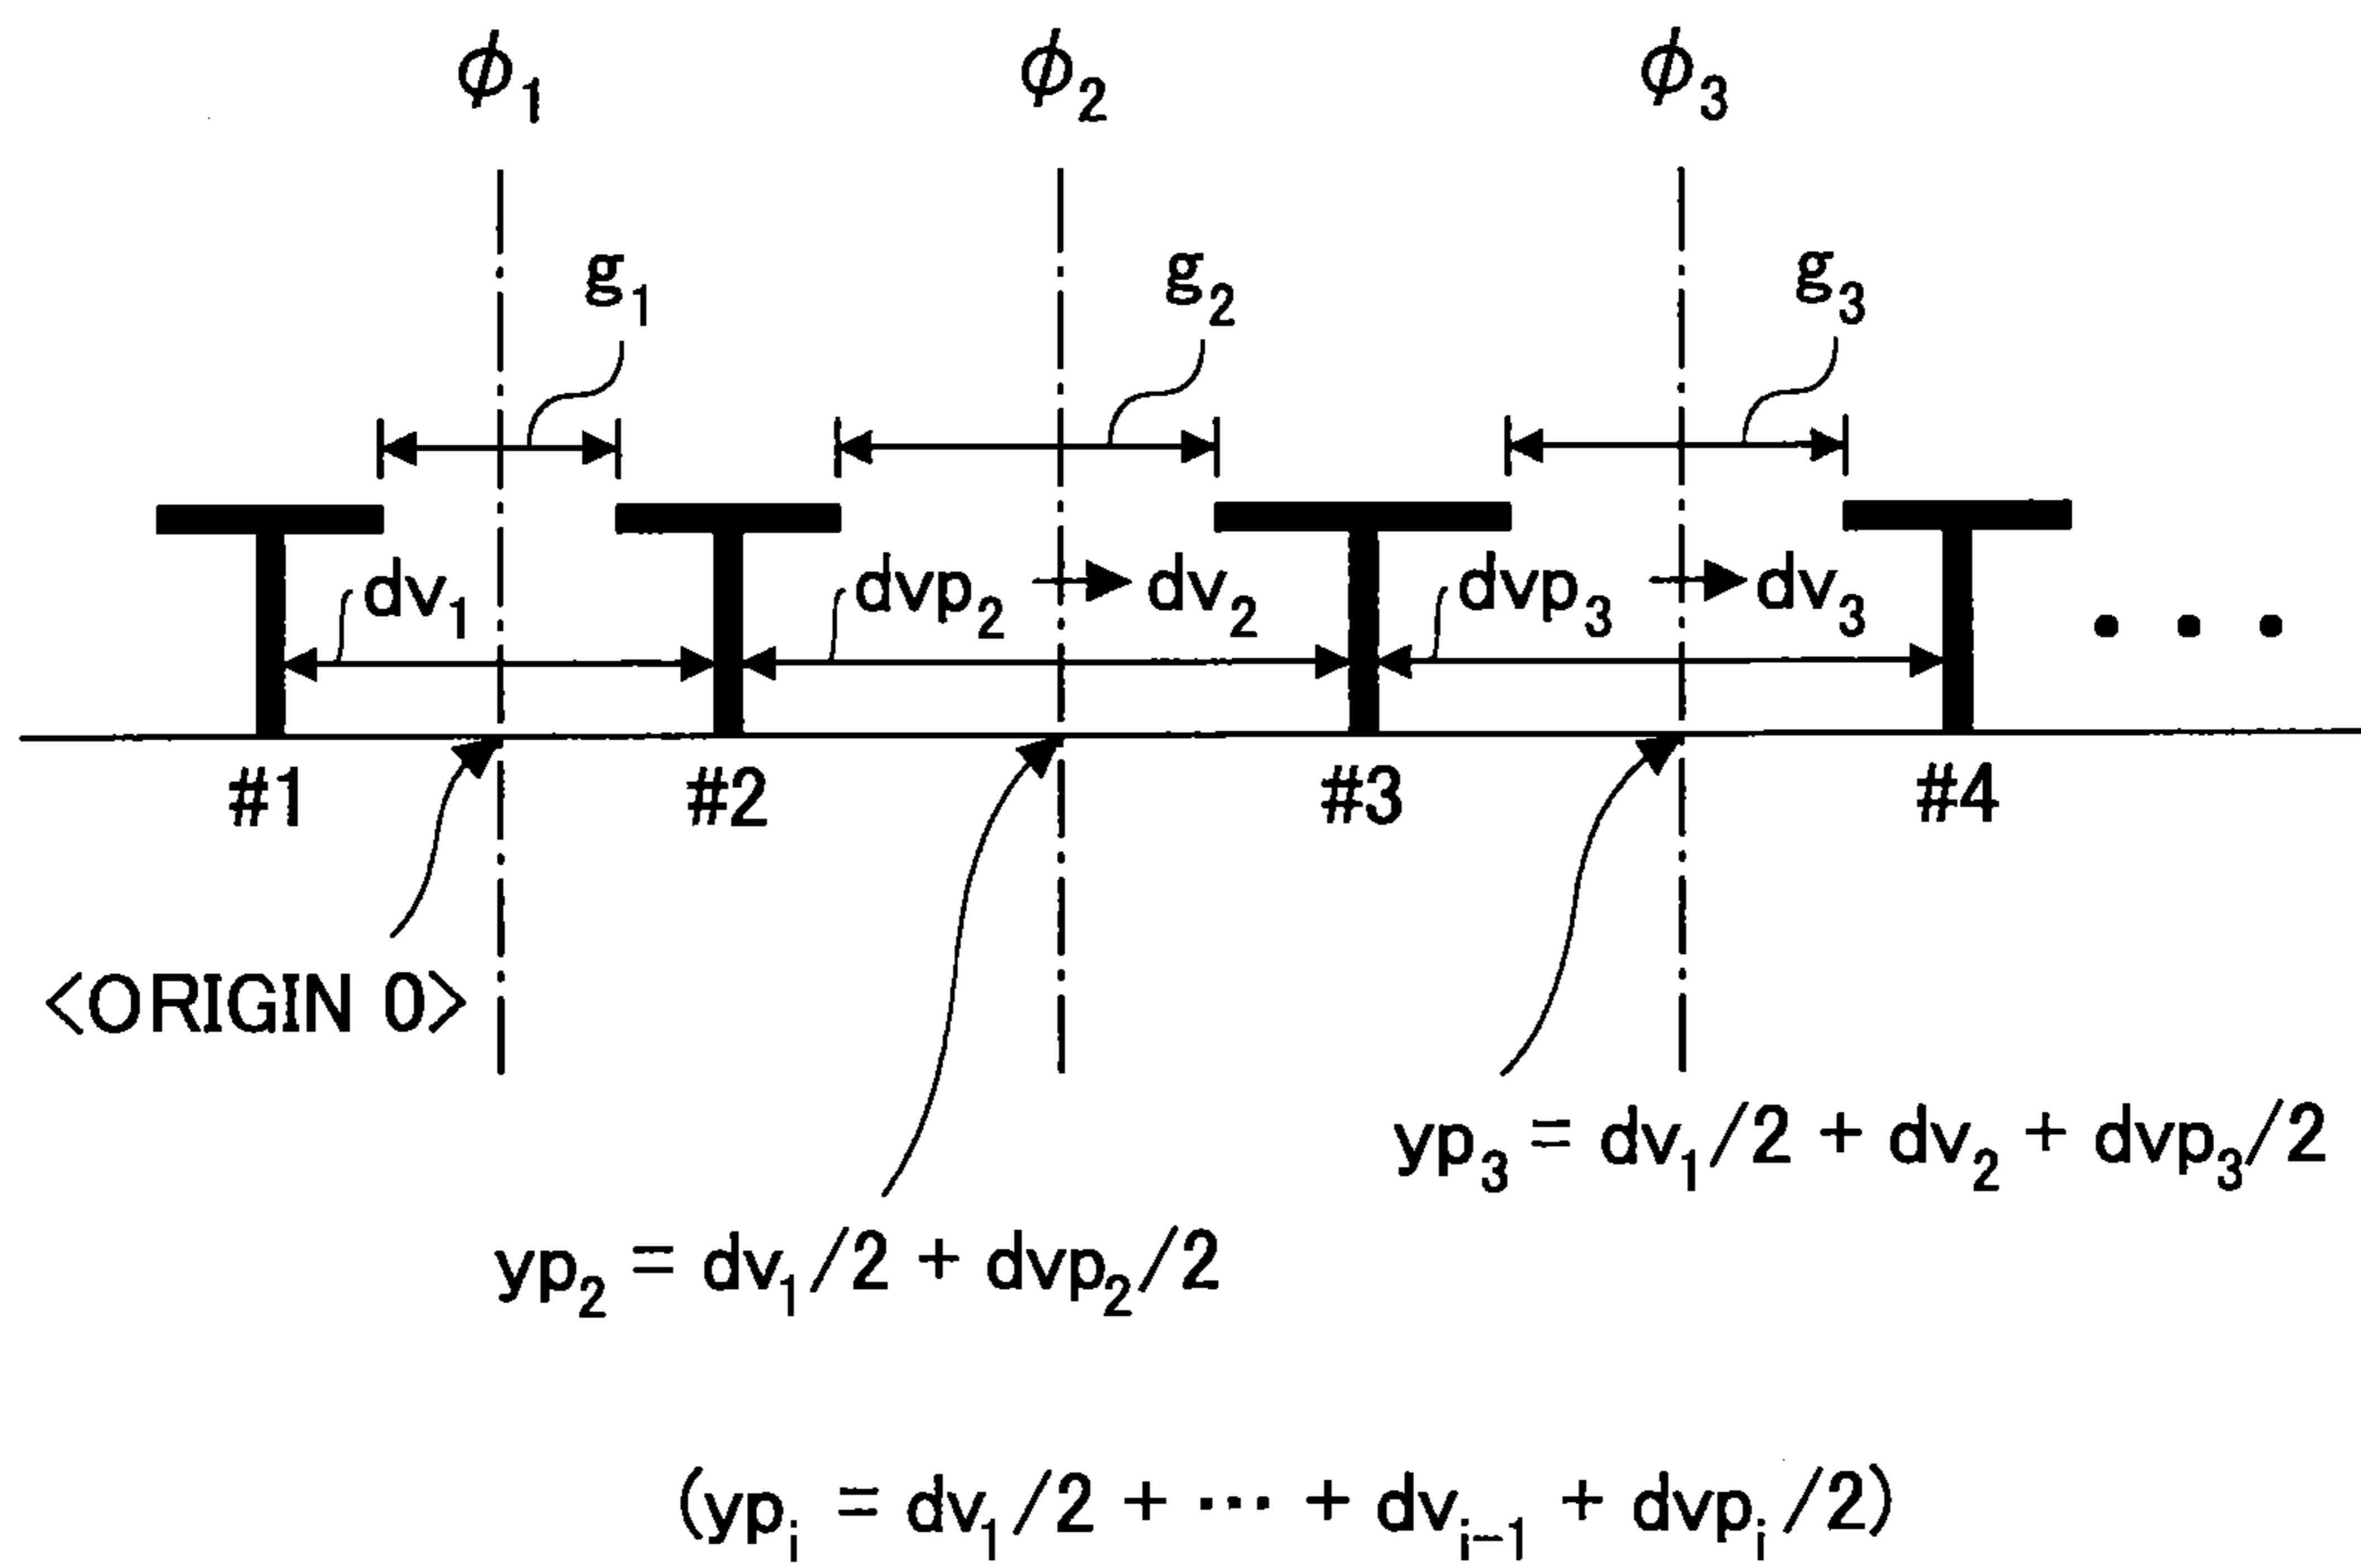 ϕ₁ ϕ₂ ϕ₃
g₁ g₂ g₃
dv₁ dvp₂ → dv₂ dvp₃ → dv₃ • • •
#1 #2 #3 #4
<ORIGIN 0>
yp₃ = dv₁/2 + dv₂ + dvp₃/2
yp₂ = dv₁/2 + dvp₂/2
(ypᵢ = dv₁/2 + ⋯ + dvᵢ₋₁ + dvpᵢ/2)